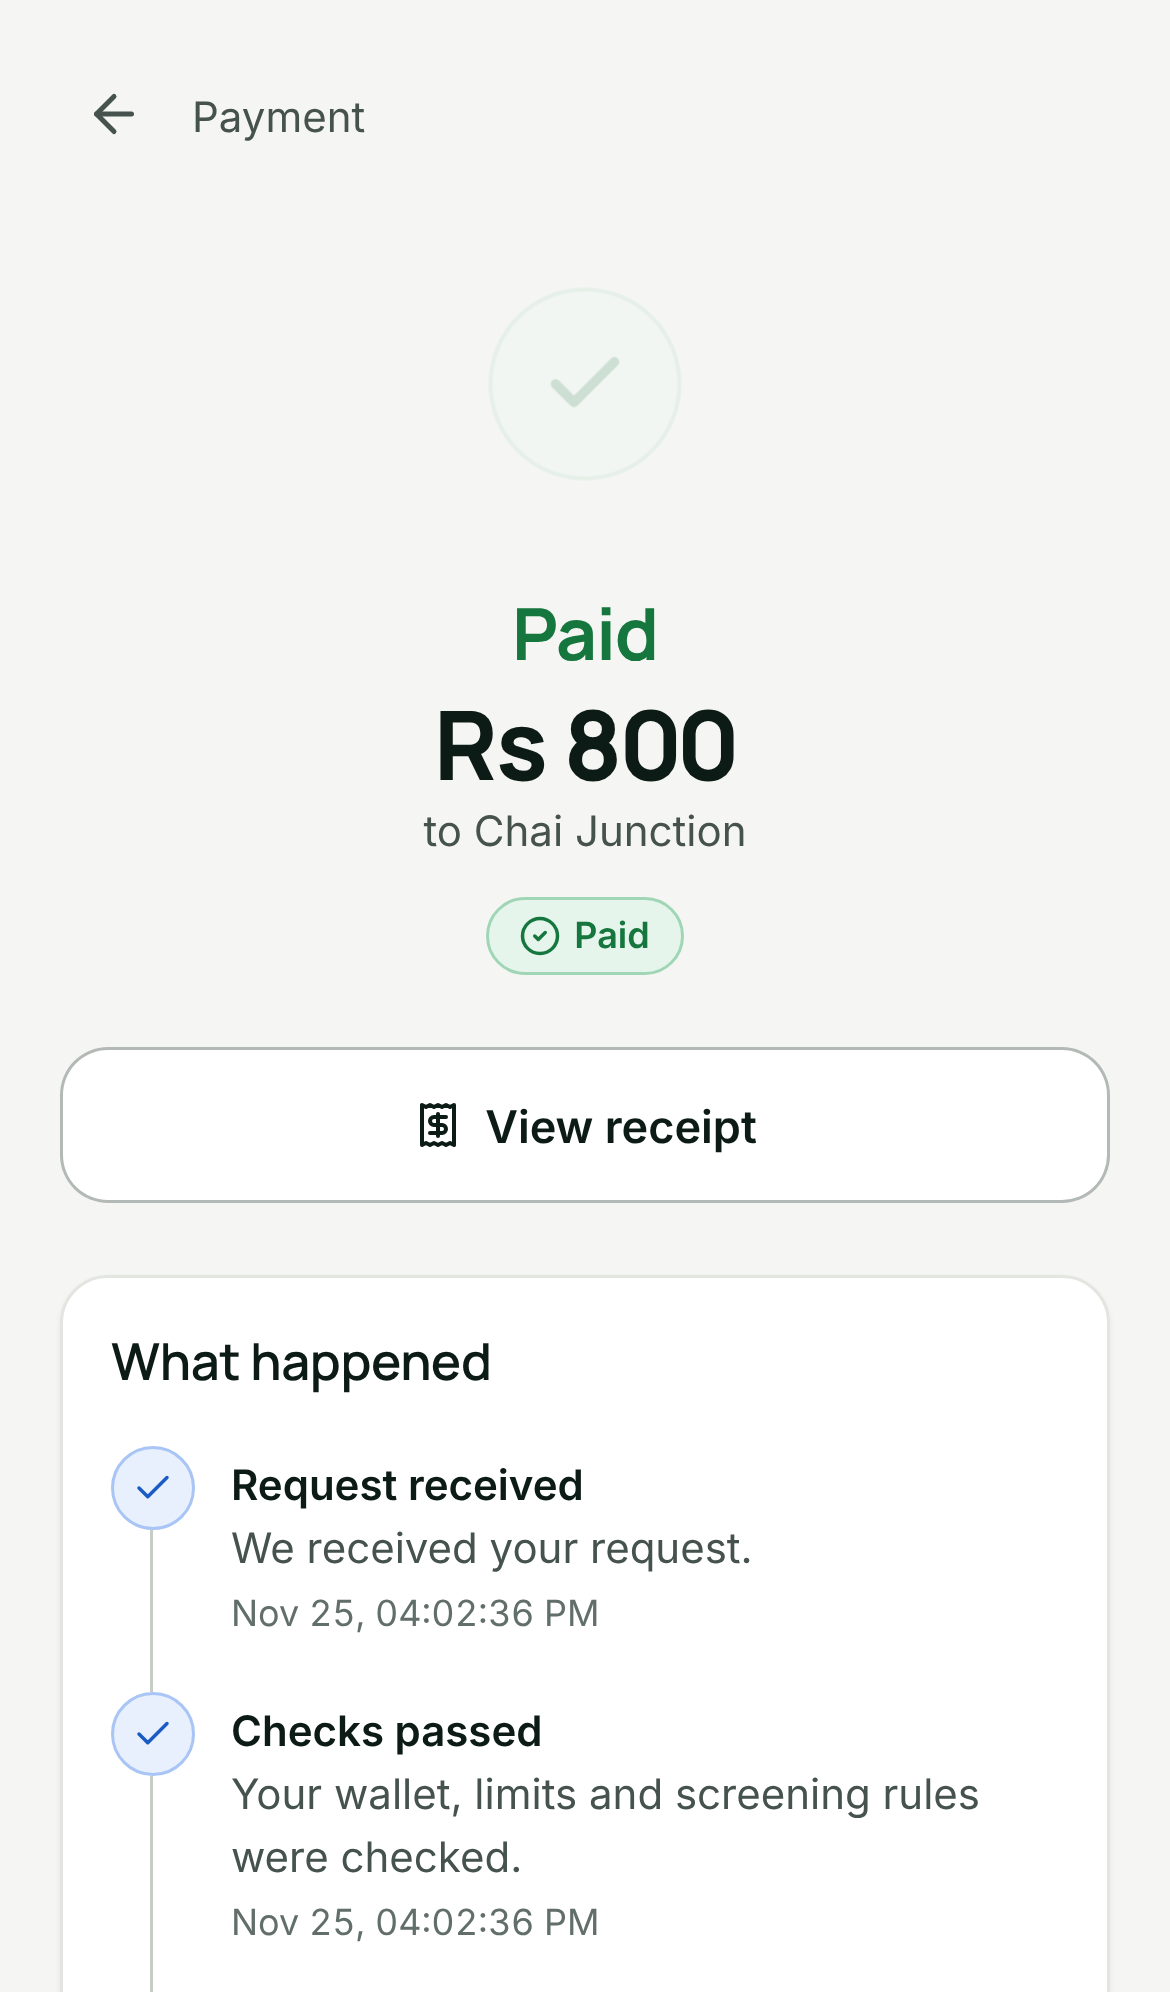 Payment
Paid
Rs 800
to Chai Junction
Paid
View receipt
What happened
Request received
We received your request.
Nov 25, 04:02:36 PM
Checks passed
Your wallet, limits and screening rules
were checked.
Nov 25, 04:02:36 PM